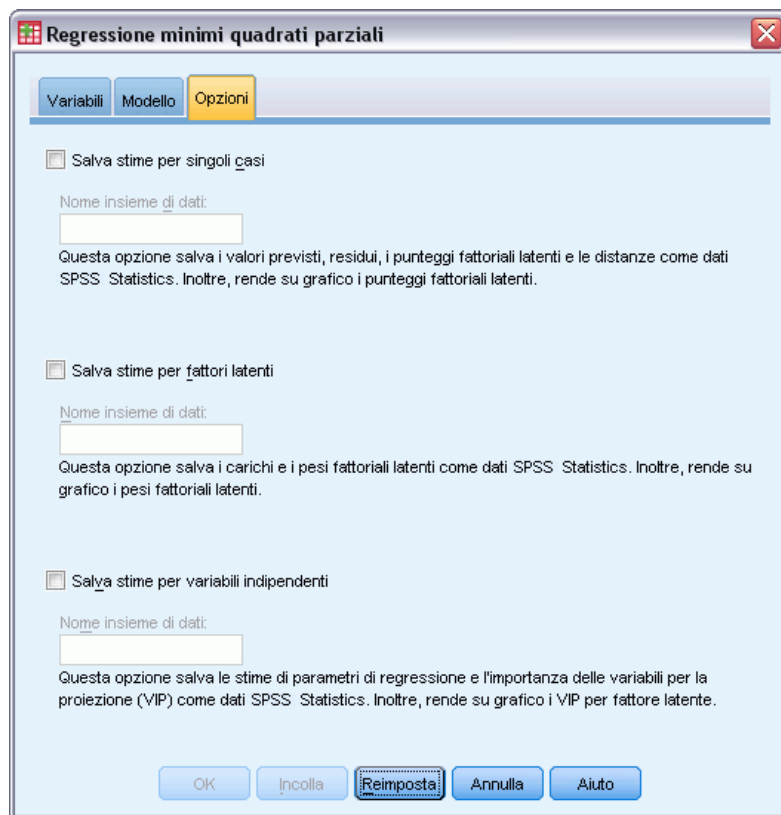 Regressione minimi quadrati parziali
Variabili Modello Opzioni
Salva stime per singoli casi
Nome insieme di dati:
Questa opzione salva i valori previsti, residui, i punteggi fattoriali latenti e le distanze come dati
SPSS Statistics. Inoltre, rende su grafico i punteggi fattoriali latenti.
Salva stime per fattori latenti
Nome insieme di dati:
Questa opzione salva i carichi e i pesi fattoriali latenti come dati SPSS Statistics. Inoltre, rende su
grafico i pesi fattoriali latenti.
Salva stime per variabili indipendenti
Nome insieme di dati:
Questa opzione salva le stime di parametri di regressione e l'importanza delle variabili per la
proiezione (VIP) come dati SPSS Statistics. Inoltre, rende su grafico i VIP per fattore latente.
OK Incolla Reimposta Annulla Aiuto